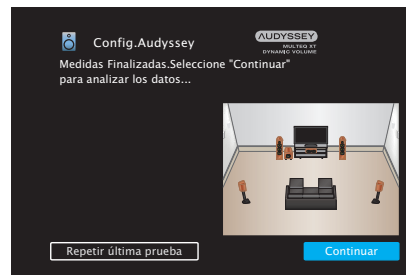 Config.Audyssey
AUDYSSEY
MULTEQ XT
DYNAMIC VOLUME
Medidas Finalizadas.Seleccione "Continuar"
para analizar los datos...
Repetir última prueba
Continuar